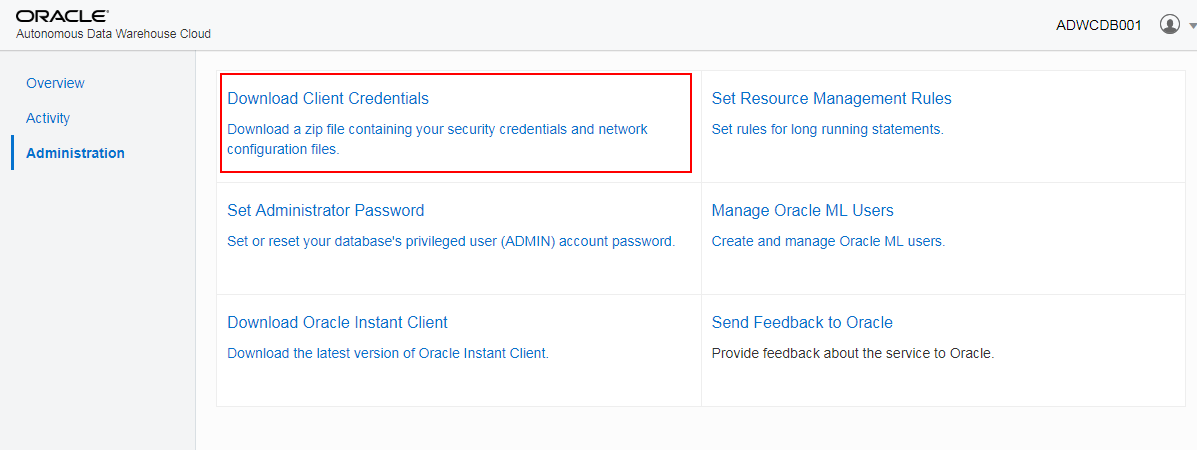 ORACLE
Autonomous Data Warehouse Cloud
ADWCDB001
Overview
Activity
Administration
Download Client Credentials
Download a zip file containing your security credentials and network
configuration files.
Set Resource Management Rules
Set rules for long running statements.
Set Administrator Password
Set or reset your database's privileged user (ADMIN) account password.
Manage Oracle ML Users
Create and manage Oracle ML users.
Download Oracle Instant Client
Download the latest version of Oracle Instant Client.
Send Feedback to Oracle
Provide feedback about the service to Oracle.